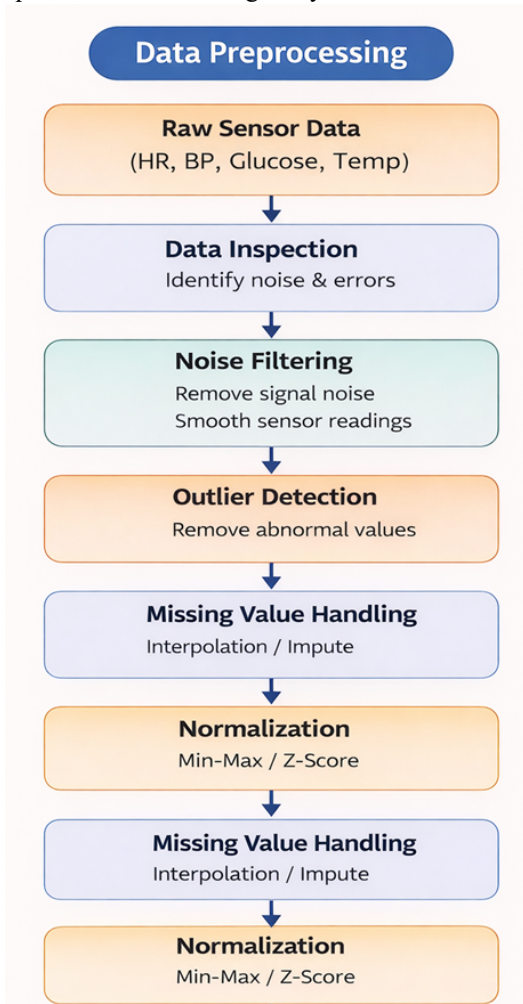 Data Preprocessing
Raw Sensor Data
(HR, BP, Glucose, Temp)
Data Inspection
Identify noise & errors
Noise Filtering
Remove signal noise
Smooth sensor readings
Outlier Detection
Remove abnormal values
Missing Value Handling
Interpolation / Impute
Normalization
Min-Max / Z-Score
Missing Value Handling
Interpolation / Impute
Normalization
Min-Max / Z-Score